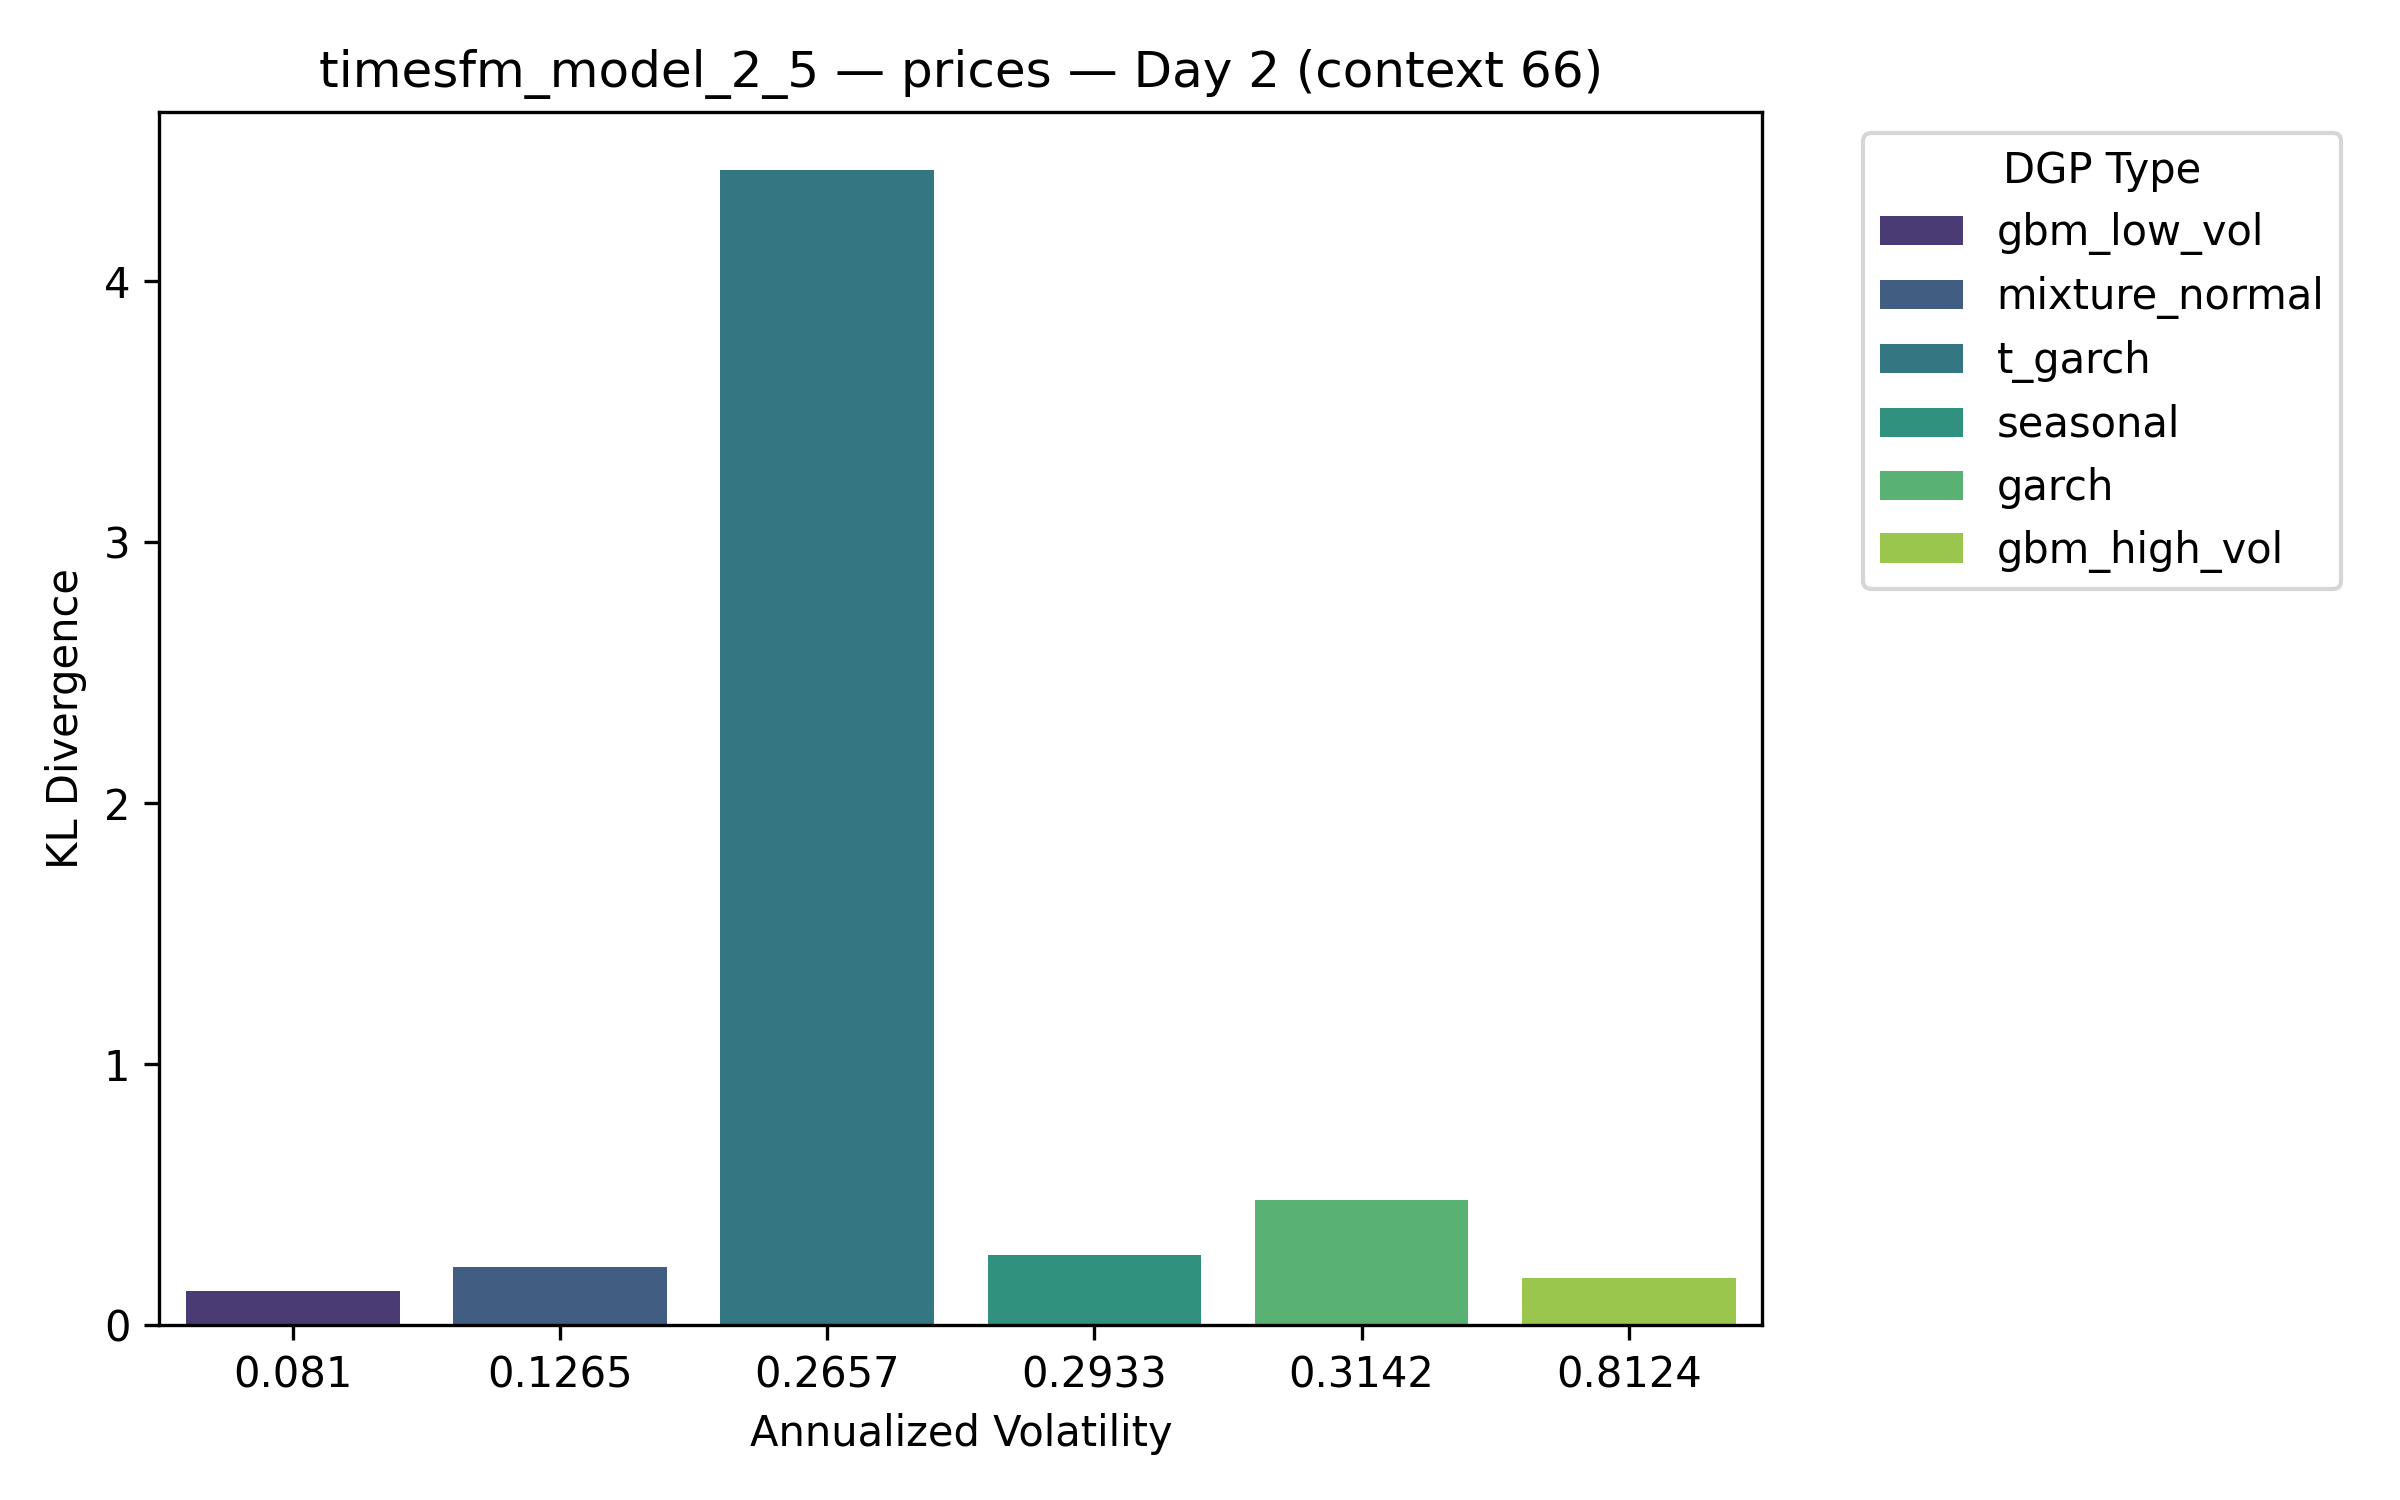 timesfm_model_2_5 — prices — Day 2 (context 66)
KL Divergence
4
3
2
1
0
0.081 0.1265 0.2657 0.2933 0.3142 0.8124
Annualized Volatility
DGP Type
gbm_low_vol
mixture_normal
t_garch
seasonal
garch
gbm_high_vol